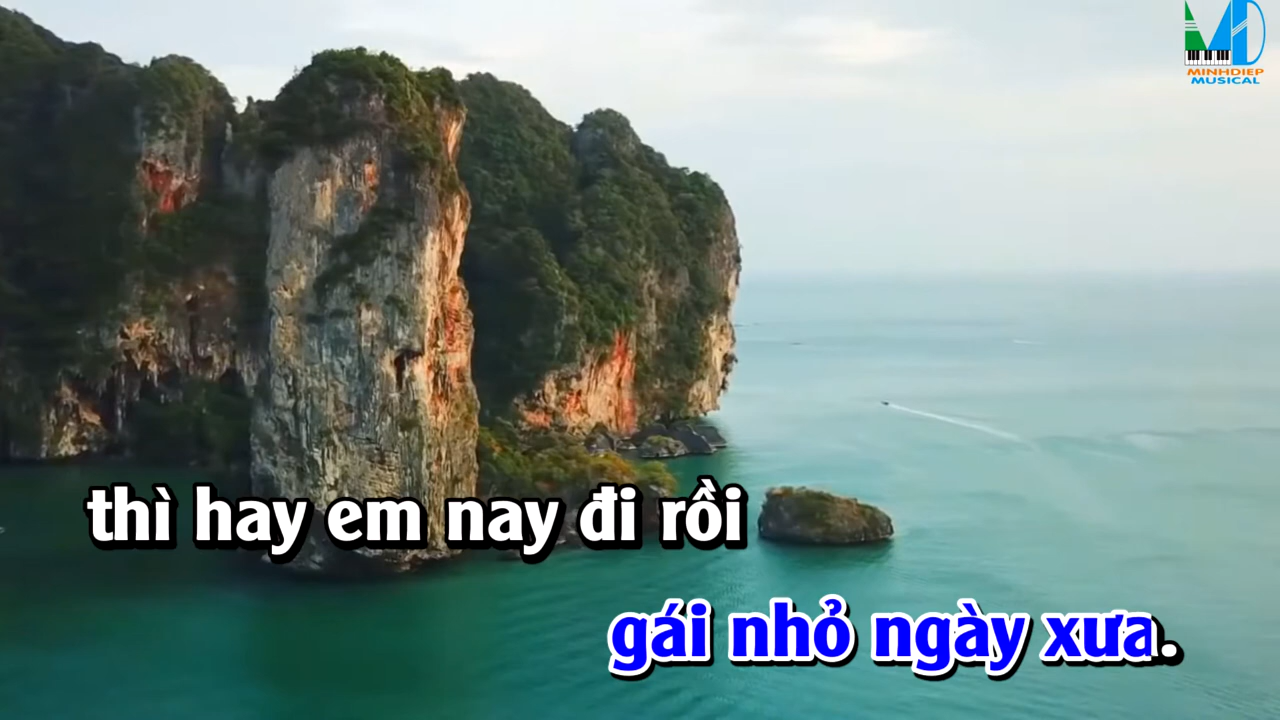 MINHDIEP
MUSICAL
thì hay em nay đi rồi
gái nhỏ ngày xưa.